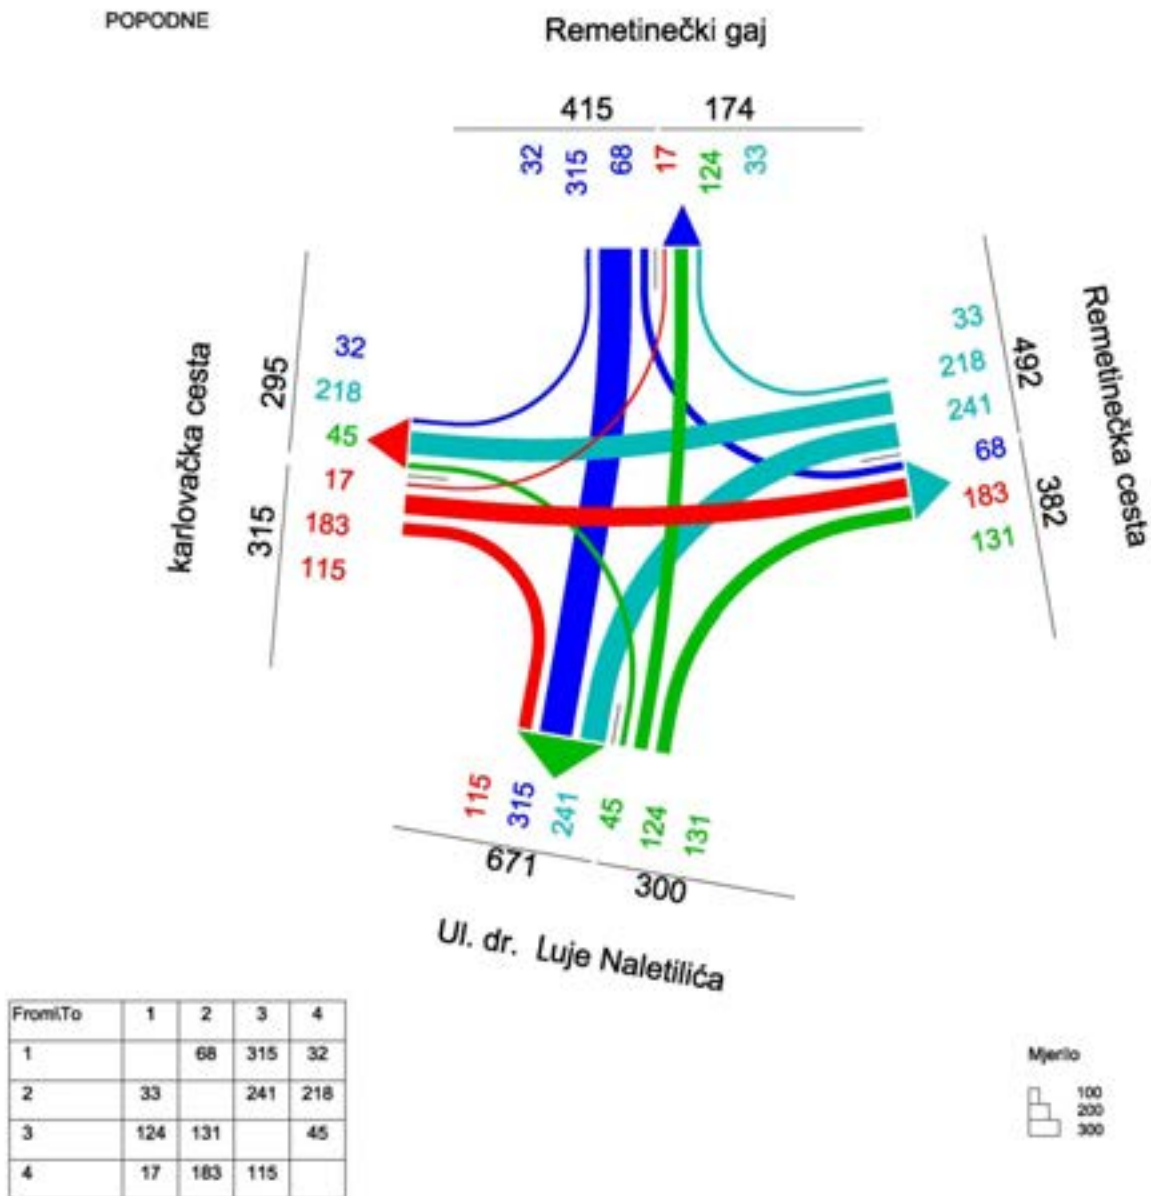 POPODNE
Remetinečki gaj
415 174
32 315 68 17 124 33
karlovačka cesta
295
315
32
218
45
17
183
115
Remetinečka cesta
492
382
33
218
241
68
183
131
115 315 241 45 124 131
671 300
Ul. dr. Luje Naletilića
From\To 1 2 3 4
1 68 315 32
2 33 241 218
3 124 131 45
4 17 183 115
Mjerilo
100
200
300